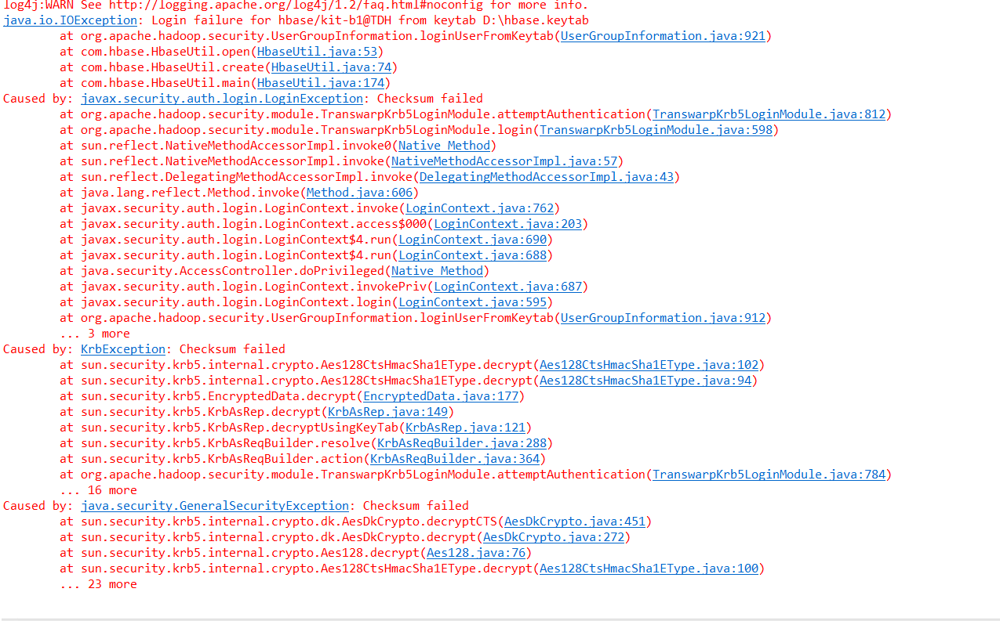 log4j:WARN See http://logging.apache.org/log4j/1.2/faq.html#noconfig for more info.
java.io.IOException: Login failure for hbase/kit-b1@TDH from keytab D:\hbase.keytab
at org.apache.hadoop.security.UserGroupInformation.loginUserFromKeytab(UserGroupInformation.java:921)
at com.hbase.HbaseUtil.open(HbaseUtil.java:53)
at com.hbase.HbaseUtil.create(HbaseUtil.java:74)
at com.hbase.HbaseUtil.main(HbaseUtil.java:174)
Caused by: javax.security.auth.login.LoginException: Checksum failed
at org.apache.hadoop.security.module.TranswarpKrb5LoginModule.attemptAuthentication(TranswarpKrb5LoginModule.java:812)
at org.apache.hadoop.security.module.TranswarpKrb5LoginModule.login(TranswarpKrb5LoginModule.java:598)
at sun.reflect.NativeMethodAccessorImpl.invoke0(Native Method)
at sun.reflect.NativeMethodAccessorImpl.invoke(NativeMethodAccessorImpl.java:57)
at sun.reflect.DelegatingMethodAccessorImpl.invoke(DelegatingMethodAccessorImpl.java:43)
at java.lang.reflect.Method.invoke(Method.java:606)
at javax.security.auth.login.LoginContext.invoke(LoginContext.java:762)
at javax.security.auth.login.LoginContext.access$000(LoginContext.java:203)
at javax.security.auth.login.LoginContext$4.run(LoginContext.java:690)
at javax.security.auth.login.LoginContext$4.run(LoginContext.java:688)
at java.security.AccessController.doPrivileged(Native Method)
at javax.security.auth.login.LoginContext.invokePriv(LoginContext.java:687)
at javax.security.auth.login.LoginContext.login(LoginContext.java:595)
at org.apache.hadoop.security.UserGroupInformation.loginUserFromKeytab(UserGroupInformation.java:912)
... 3 more
Caused by: KrbException: Checksum failed
at sun.security.krb5.internal.crypto.Aes128CtsHmacSha1EType.decrypt(Aes128CtsHmacSha1EType.java:102)
at sun.security.krb5.internal.crypto.Aes128CtsHmacSha1EType.decrypt(Aes128CtsHmacSha1EType.java:94)
at sun.security.krb5.EncryptedData.decrypt(EncryptedData.java:177)
at sun.security.krb5.KrbAsRep.decrypt(KrbAsRep.java:149)
at sun.security.krb5.KrbAsRep.decryptUsingKeyTab(KrbAsRep.java:121)
at sun.security.krb5.KrbAsReqBuilder.resolve(KrbAsReqBuilder.java:288)
at sun.security.krb5.KrbAsReqBuilder.action(KrbAsReqBuilder.java:364)
at org.apache.hadoop.security.module.TranswarpKrb5LoginModule.attemptAuthentication(TranswarpKrb5LoginModule.java:784)
... 16 more
Caused by: java.security.GeneralSecurityException: Checksum failed
at sun.security.krb5.internal.crypto.dk.AesDkCrypto.decryptCTS(AesDkCrypto.java:451)
at sun.security.krb5.internal.crypto.dk.AesDkCrypto.decrypt(AesDkCrypto.java:272)
at sun.security.krb5.internal.crypto.Aes128.decrypt(Aes128.java:76)
at sun.security.krb5.internal.crypto.Aes128CtsHmacSha1EType.decrypt(Aes128CtsHmacSha1EType.java:100)
... 23 more